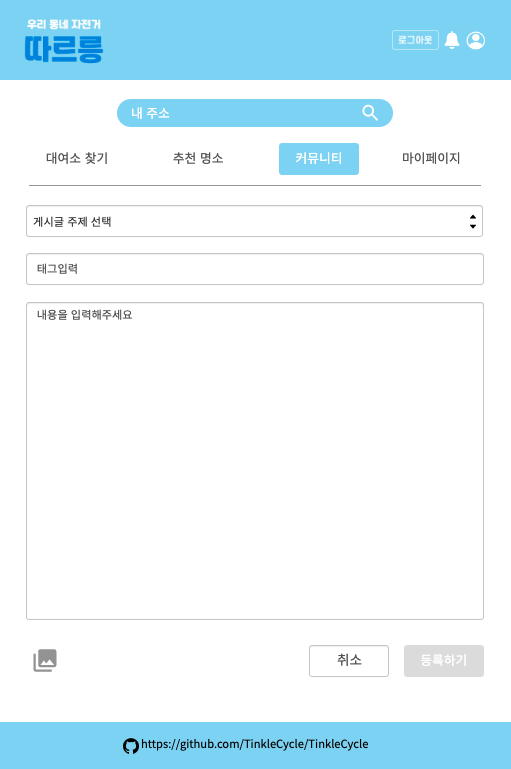 우리 동네 자전거
따르릉
로그아웃
내 주소
대여소 찾기
추천 명소
커뮤니티
마이페이지
게시글 주제 선택
태그입력
내용을 입력해주세요
취소
등록하기
https://github.com/TinkleCycle/TinkleCycle